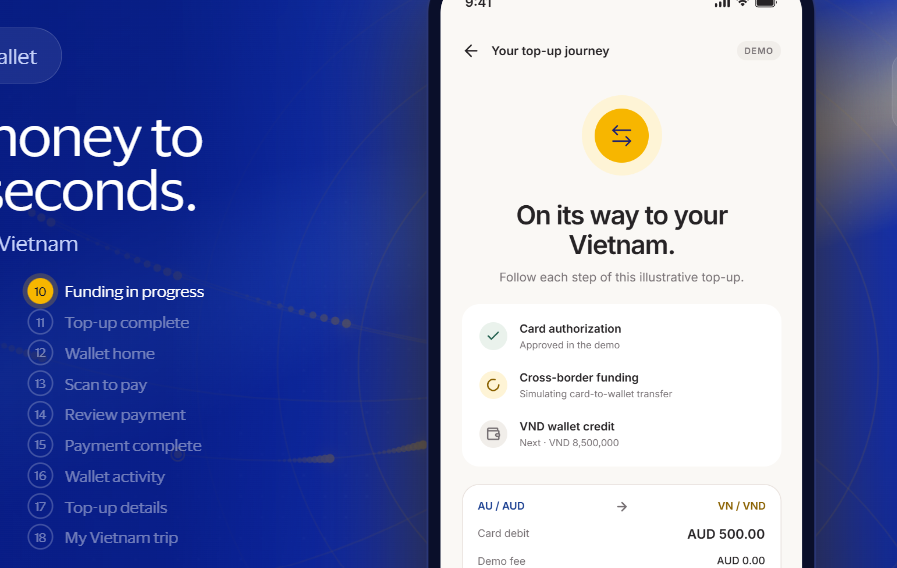 allet
money to
seconds.
Vietnam
10 Funding in progress
11 Top-up complete
12 Wallet home
13 Scan to pay
14 Review payment
15 Payment complete
16 Wallet activity
17 Top-up details
18 My Vietnam trip
9:41
Your top-up journey
DEMO
On its way to your
Vietnam.
Follow each step of this illustrative top-up.
Card authorization
Approved in the demo
Cross-border funding
Simulating card-to-wallet transfer
VND wallet credit
Next · VND 8,500,000
AU / AUD → VN / VND
Card debit AUD 500.00
Demo fee AUD 0.00